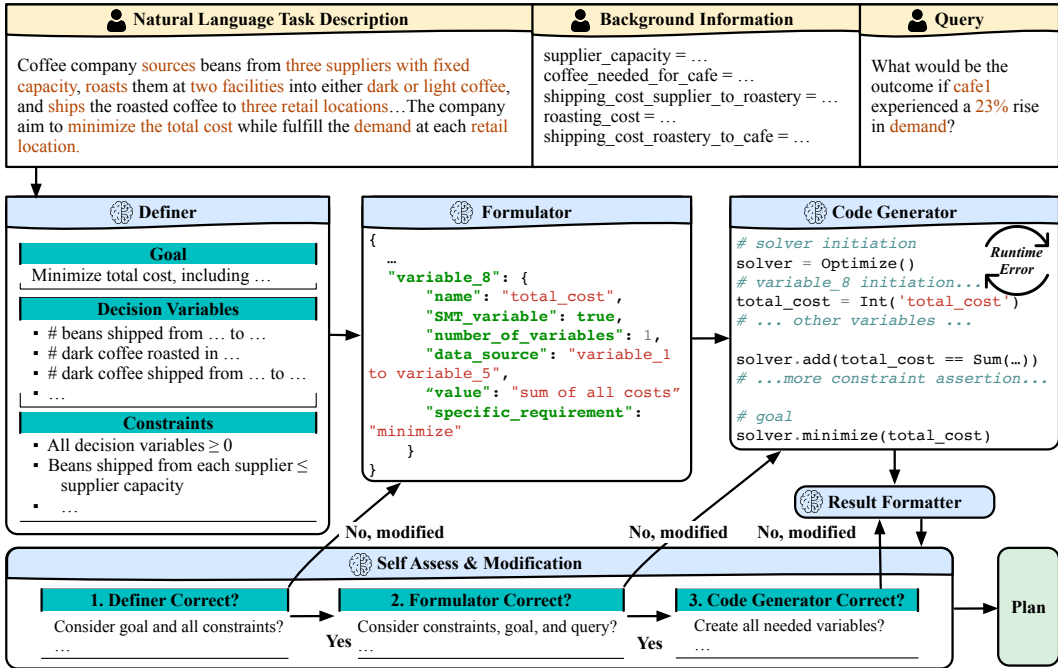 Natural Language Task Description
Coffee company sources beans from three suppliers with fixed
capacity, roasts them at two facilities into either dark or light coffee,
and ships the roasted coffee to three retail locations…The company
aim to minimize the total cost while fulfill the demand at each retail
location.
Background Information
supplier_capacity = …
coffee_needed_for_cafe = …
shipping_cost_supplier_to_roastery = …
roasting_cost = …
shipping_cost_roastery_to_cafe = …
Query
What would be the
outcome if cafe1
experienced a 23% rise
in demand?
Definer
Goal
Minimize total cost, including …
Decision Variables
▪ # beans shipped from … to …
▪ # dark coffee roasted in …
▪ # dark coffee shipped from … to …
▪ …
Constraints
▪ All decision variables ≥ 0
▪ Beans shipped from each supplier ≤
supplier capacity
▪ …
Formulator
{
…
"variable_8": {
"name": "total_cost",
"SMT_variable": true,
"number_of_variables": 1,
"data_source": "variable_1
to variable_5",
“value": "sum of all costs”
"specific_requirement":
"minimize"
}
}
Code Generator
# solver initiation
solver = Optimize()
# variable_8 initiation...
total_cost = Int('total_cost')
# ... other variables ...
solver.add(total_cost == Sum(…))
# ...more constraint assertion...
# goal
solver.minimize(total_cost)
Runtime
Error
Result Formatter
No, modified
No, modified
No, modified
Self Assess & Modification
1. Definer Correct?
Consider goal and all constraints?
…
Yes
2. Formulator Correct?
Consider constraints, goal, and query?
…
Yes
3. Code Generator Correct?
Create all needed variables?
…
Plan